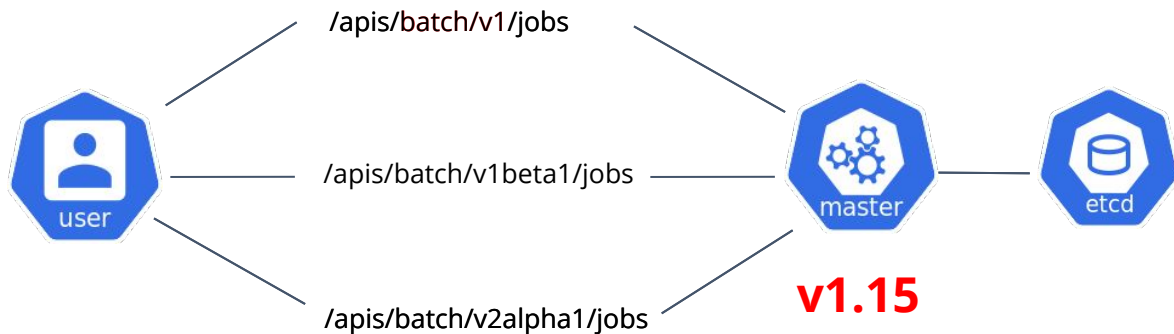 /apis/batch/v1/jobs
user
/apis/batch/v1beta1/jobs
master
etcd
v1.15
/apis/batch/v2alpha1/jobs